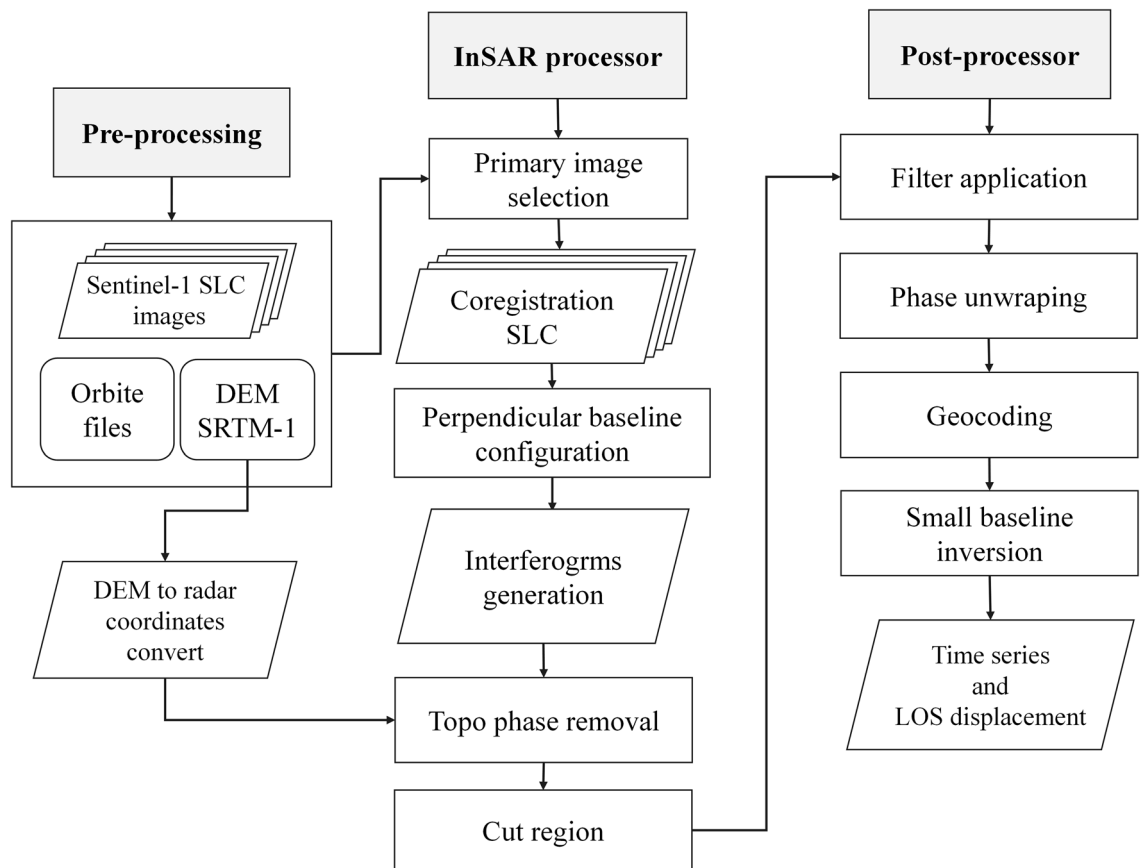 Pre-processing
Sentinel-1 SLC
images
Orbite
files
DEM
SRTM-1
DEM to radar
coordinates
convert
InSAR processor
Primary image
selection
Coregistration
SLC
Perpendicular baseline
configuration
Interferogrms
generation
Topo phase removal
Cut region
Post-processor
Filter application
Phase unwraping
Geocoding
Small baseline
inversion
Time series
and
LOS displacement